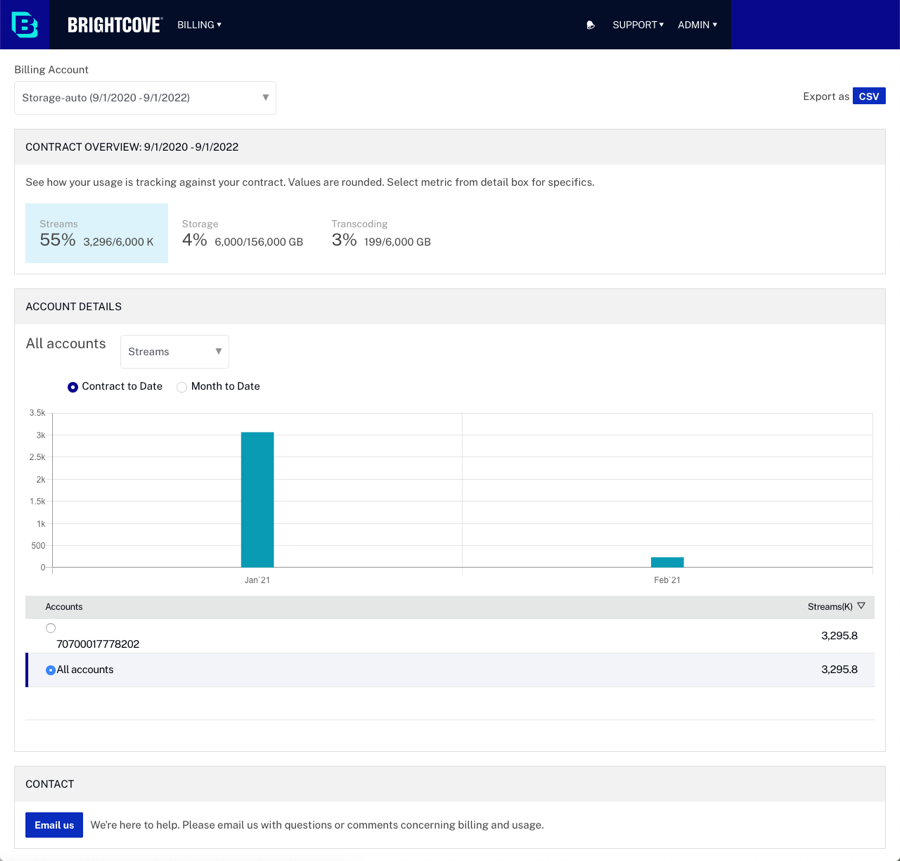 BRIGHTCOVE BILLING ▾ SUPPORT ▾ ADMIN ▾
Billing Account
Storage-auto (9/1/2020 - 9/1/2022) ▼
Export as CSV
CONTRACT OVERVIEW: 9/1/2020 - 9/1/2022
See how your usage is tracking against your contract. Values are rounded. Select metric from detail box for specifics.
Streams Storage Transcoding
55% 3,296/6,000 K 4% 6,000/156,000 GB 3% 199/6,000 GB
ACCOUNT DETAILS
All accounts Streams ▼
Contract to Date Month to Date
3.5k
3k
2.5k
2k
1.5k
1k
500
0
Jan`21 Feb`21
Accounts Streams(K) ▽
70700017778202 3,295.8
All accounts 3,295.8
CONTACT
Email us We're here to help. Please email us with questions or comments concerning billing and usage.